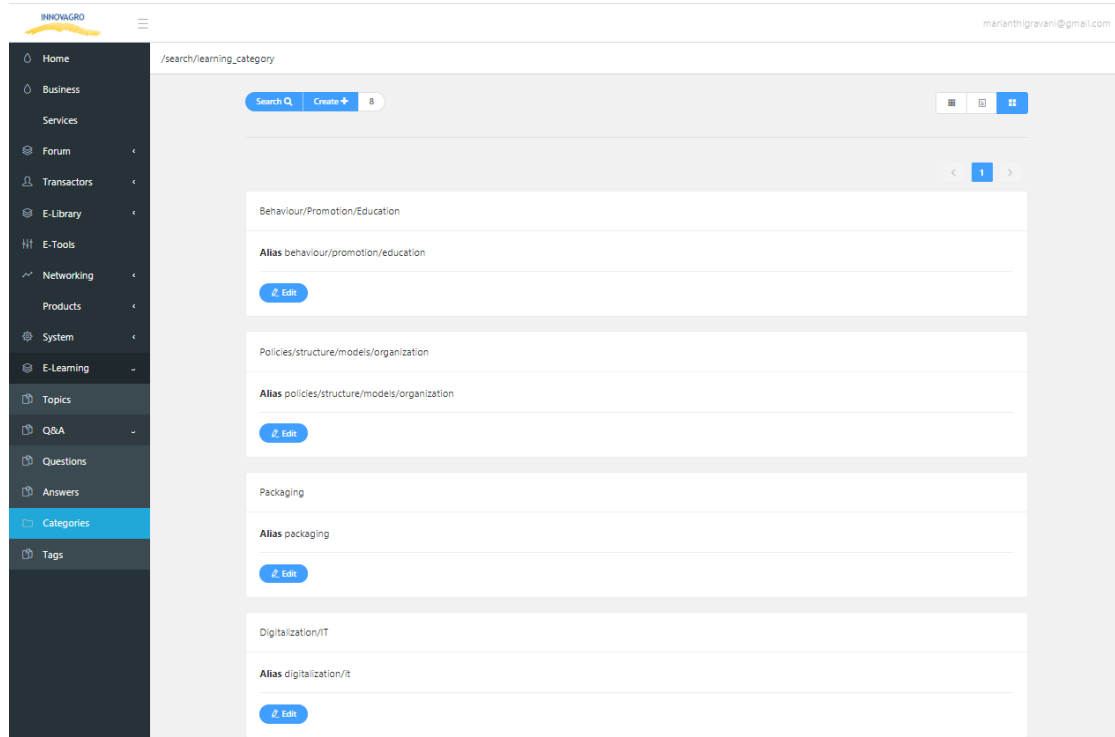 INNOVAGRO
marianthigravani@gmail.com
Home
/search/learning_category
Business
Services
Forum
Transactors
E-Library
E-Tools
Networking
Products
System
E-Learning
Topics
Q&A
Questions
Answers
Categories
Tags
Search Create 8
1
Behaviour/Promotion/Education
Alias behaviour/promotion/education
Edit
Policies/structure/models/organization
Alias policies/structure/models/organization
Edit
Packaging
Alias packaging
Edit
Digitalization/IT
Alias digitalization/it
Edit